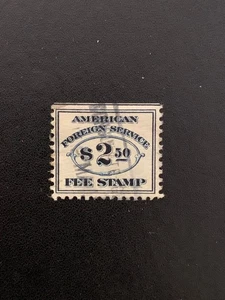 AMERICAN
FOREIGN SERVICE
$2.50
FEE STAMP